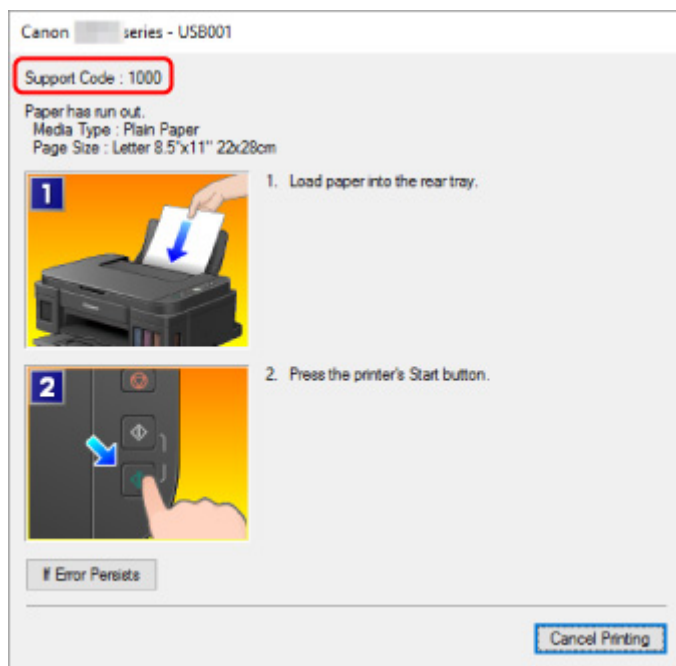 Canon series - USB001
Support Code : 1000
Paper has run out.
Media Type : Plain Paper
Page Size : Letter 8.5"x11" 22x28cm
1
1. Load paper into the rear tray.
2
2. Press the printer's Start button.
If Error Persists
Cancel Printing